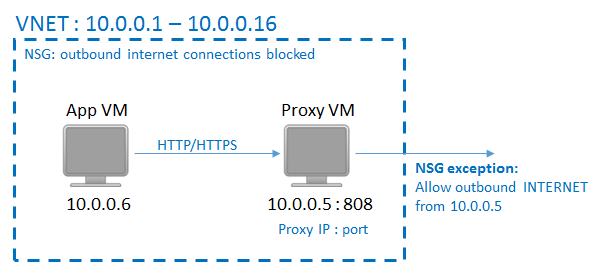 VNET : 10.0.0.1 – 10.0.0.16
NSG: outbound internet connections blocked
App VM
Proxy VM
HTTP/HTTPS
NSG exception:
Allow outbound INTERNET
from 10.0.0.5
10.0.0.6
10.0.0.5 : 808
Proxy IP : port